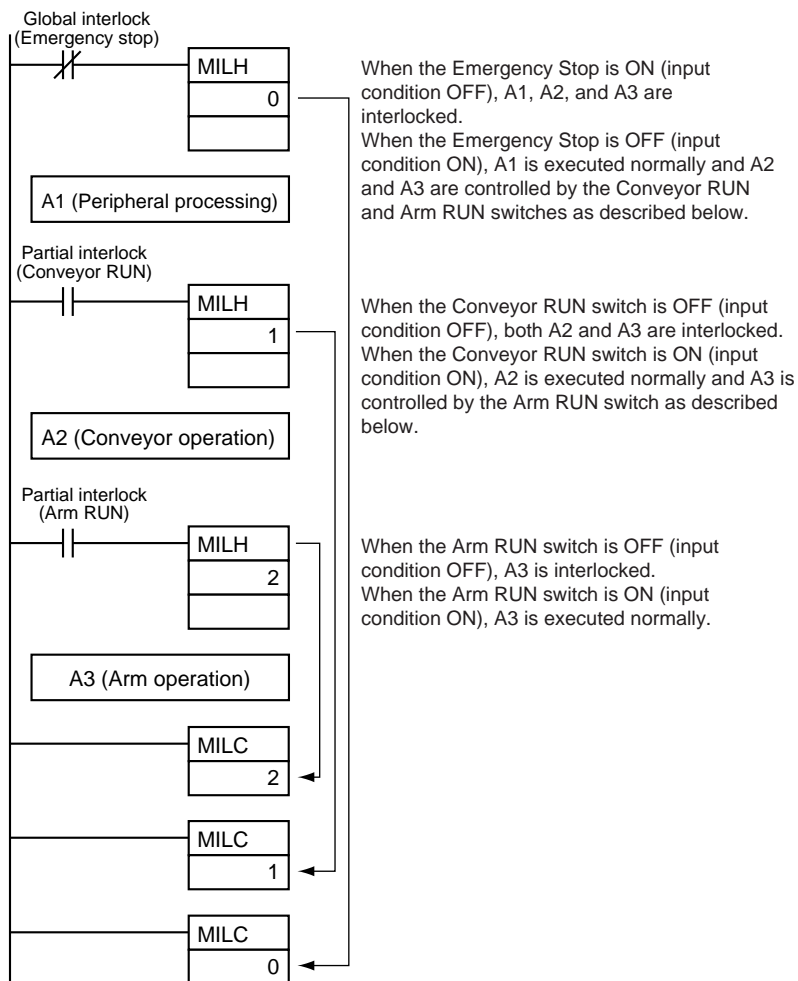 Global interlock
(Emergency stop)
MILH
0
When the Emergency Stop is ON (input
condition OFF), A1, A2, and A3 are
interlocked.
When the Emergency Stop is OFF (input
condition ON), A1 is executed normally and A2
and A3 are controlled by the Conveyor RUN
and Arm RUN switches as described below.
A1 (Peripheral processing)
Partial interlock
(Conveyor RUN)
MILH
1
When the Conveyor RUN switch is OFF (input
condition OFF), both A2 and A3 are interlocked.
When the Conveyor RUN switch is ON (input
condition ON), A2 is executed normally and A3 is
controlled by the Arm RUN switch as described
below.
A2 (Conveyor operation)
Partial interlock
(Arm RUN)
MILH
2
When the Arm RUN switch is OFF (input
condition OFF), A3 is interlocked.
When the Arm RUN switch is ON (input
condition ON), A3 is executed normally.
A3 (Arm operation)
MILC
2
MILC
1
MILC
0